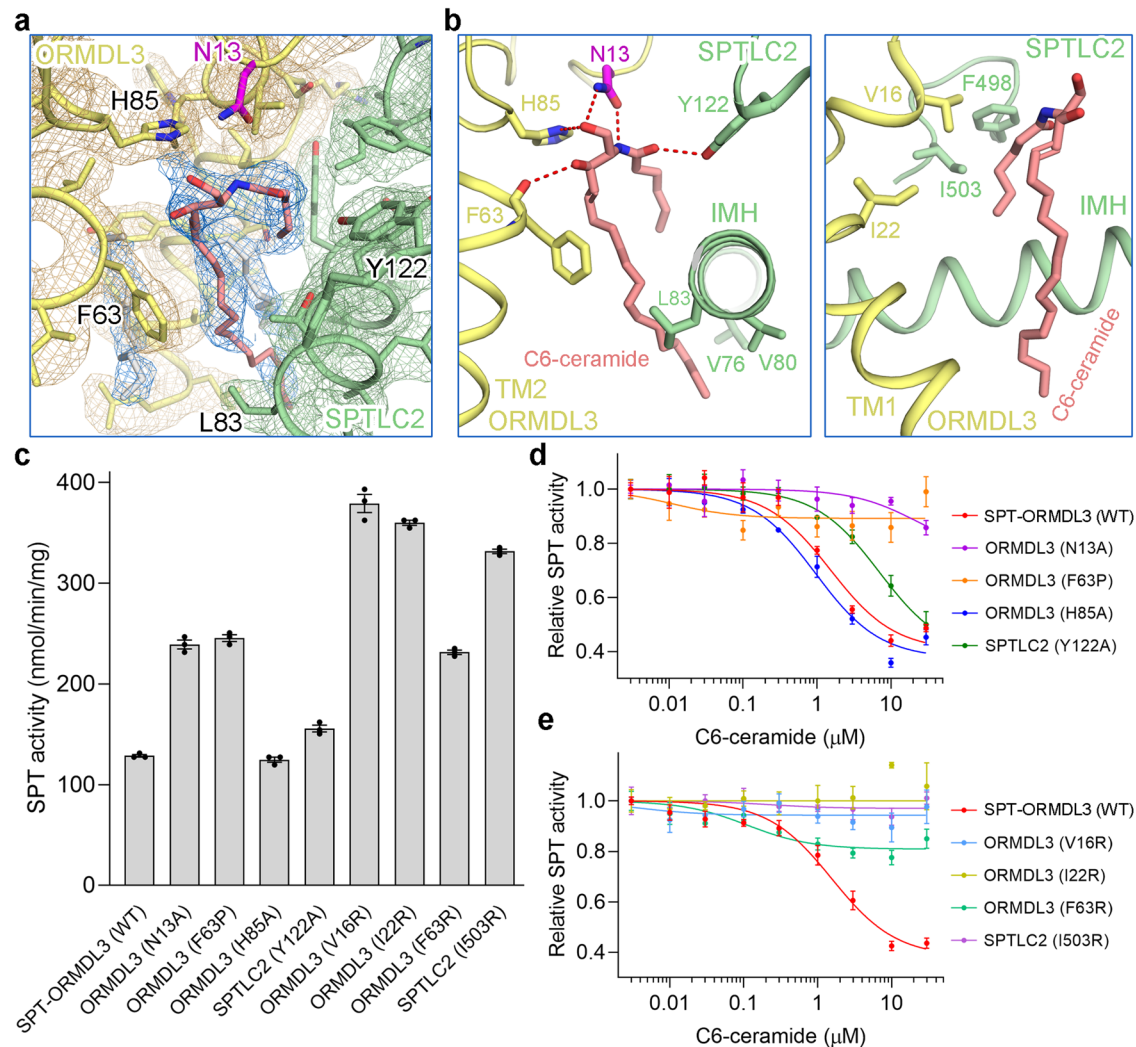 a
ORMDL3
N13
H85
F63
Y122
L83
SPTLC2
b
N13
SPTLC2
H85
Y122
F63
IMH
L83
C6-ceramide
V76
V80
TM2
ORMDL3
SPTLC2
V16
F498
I503
I22
IMH
C6-ceramide
TM1
ORMDL3
c
SPT activity (nmol/min/mg)
400
300
200
100
0
SPT-ORMDL3 (WT)
ORMDL3 (N13A)
ORMDL3 (F63P)
ORMDL3 (H85A)
SPTLC2 (Y122A)
ORMDL3 (V16R)
ORMDL3 (I22R)
ORMDL3 (F63R)
SPTLC2 (I503R)
d
Relative SPT activity
1.0
0.8
0.6
0.4
0.01
0.1
1
10
C6-ceramide (μM)
SPT-ORMDL3 (WT)
ORMDL3 (N13A)
ORMDL3 (F63P)
ORMDL3 (H85A)
SPTLC2 (Y122A)
e
Relative SPT activity
1.0
0.8
0.6
0.4
0.01
0.1
1
10
C6-ceramide (μM)
SPT-ORMDL3 (WT)
ORMDL3 (V16R)
ORMDL3 (I22R)
ORMDL3 (F63R)
SPTLC2 (I503R)